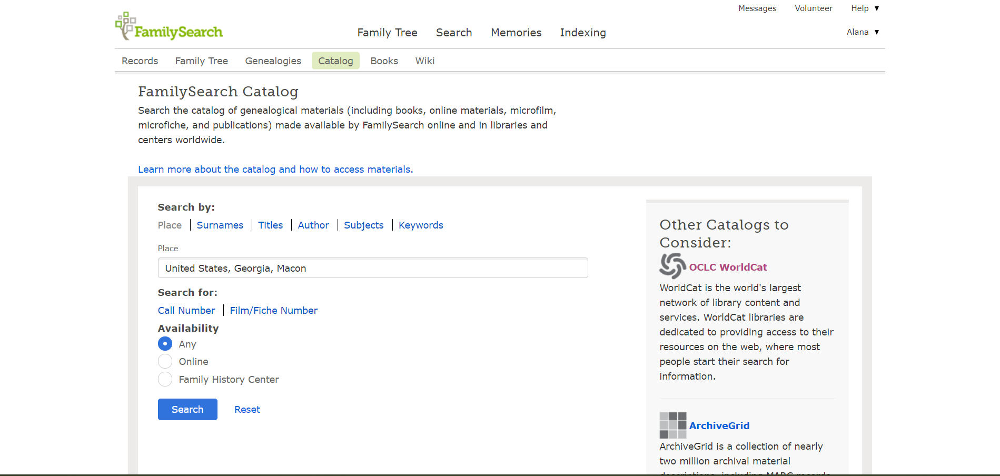 Messages Volunteer Help ▼
FamilySearch
Family Tree Search Memories Indexing
Alana ▼
Records Family Tree Genealogies Catalog Books Wiki
FamilySearch Catalog
Search the catalog of genealogical materials (including books, online materials, microfilm,
microfiche, and publications) made available by FamilySearch online and in libraries and
centers worldwide.
Learn more about the catalog and how to access materials.
Search by:
Place | Surnames | Titles | Author | Subjects | Keywords
Place
United States, Georgia, Macon
Search for:
Call Number | Film/Fiche Number
Availability
Any
Online
Family History Center
Search Reset
Other Catalogs to
Consider:
OCLC WorldCat
WorldCat is the world's largest
network of library content and
services. WorldCat libraries are
dedicated to providing access to their
resources on the web, where most
people start their search for
information.
ArchiveGrid
ArchiveGrid is a collection of nearly
two million archival material
descriptions, including MARC records